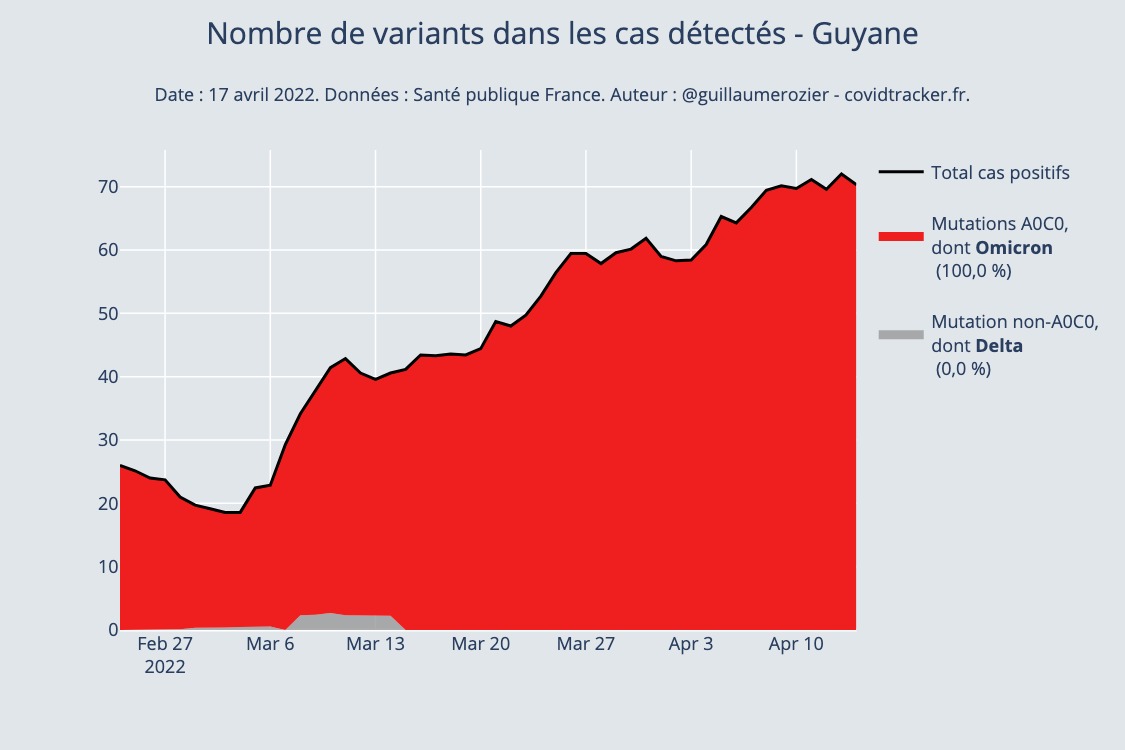 Nombre de variants dans les cas détectés - Guyane
Date : 17 avril 2022. Données : Santé publique France. Auteur : @guillaumerozier - covidtracker.fr.
Total cas positifs
Mutations A0C0,
dont Omicron
(100,0 %)
Mutation non-A0C0,
dont Delta
(0,0 %)
70
60
50
40
30
20
10
0
Feb 27
2022
Mar 6
Mar 13
Mar 20
Mar 27
Apr 3
Apr 10